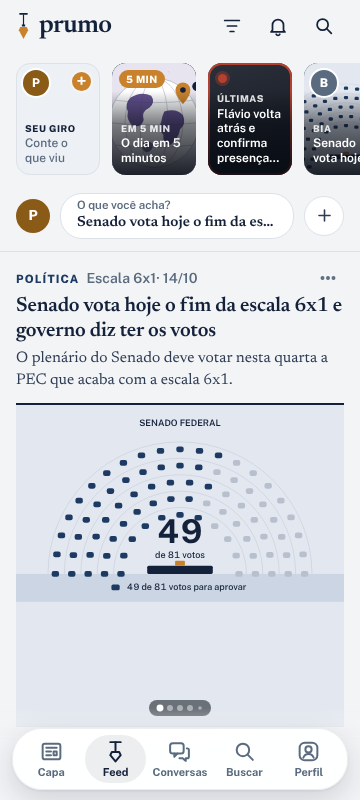 prumo
P
SEU GIRO
Conte o
que viu
5 MIN
EM 5 MIN
O dia em 5
minutos
ÚLTIMAS
Flávio volta
atrás e
confirma
presença...
B
BIA
Senado
vota hoje
P
O que você acha?
Senado vota hoje o fim da es...
POLÍTICA Escala 6x1· 14/10
Senado vota hoje o fim da escala 6x1 e
governo diz ter os votos
O plenário do Senado deve votar nesta quarta a
PEC que acaba com a escala 6x1.
SENADO FEDERAL
49
de 81 votos
49 de 81 votos para aprovar
Capa
Feed
Conversas
Buscar
Perfil